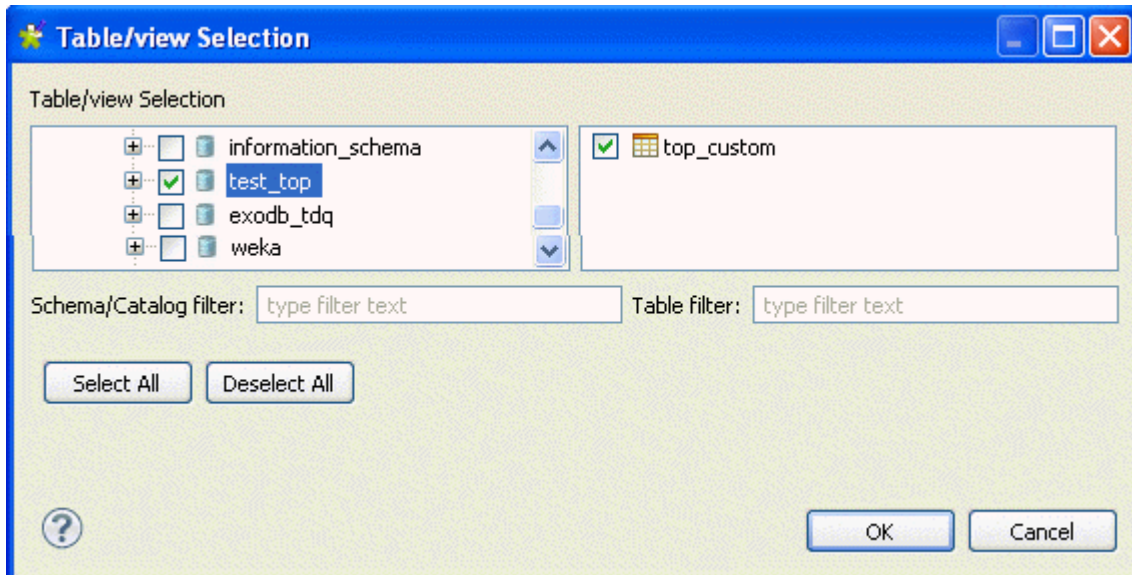 Table/view Selection
Table/view Selection
information_schema
test_top
exodb_tdq
weka
top_custom
Schema/Catalog filter: type filter text Table filter: type filter text
Select All Deselect All
? OK Cancel